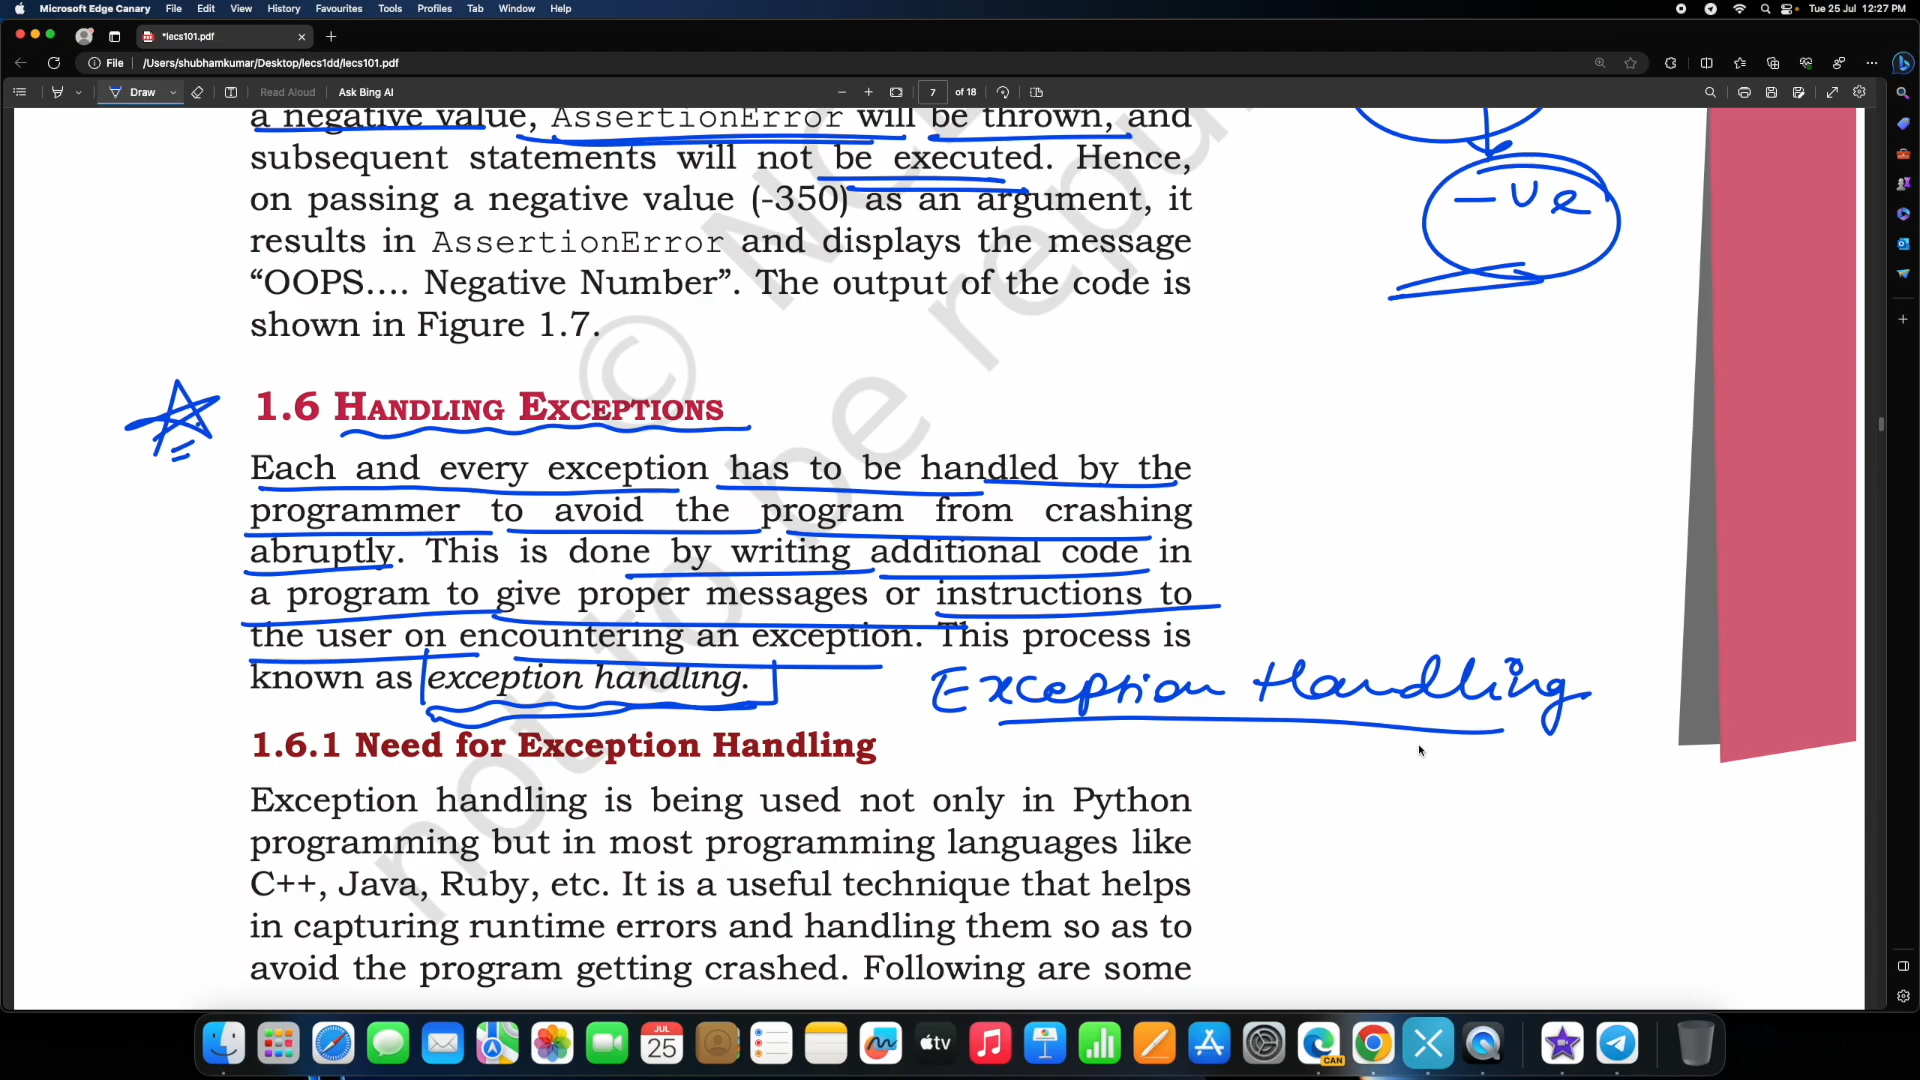 Microsoft Edge Canary File Edit View History Favourites Tools Profiles Tab Window Help Tue 25 Jul 12:27 PM
*lecs101.pdf
File /Users/shubhamkumar/Desktop/lecs1dd/lecs101.pdf
Draw Read Aloud Ask Bing AI 7 of 18
a negative value, AssertionError will be thrown, and
subsequent statements will not be executed. Hence,
on passing a negative value (-350) as an argument, it
results in AssertionError and displays the message
“OOPS.... Negative Number”. The output of the code is
shown in Figure 1.7.
-ve
1.6 Handling Exceptions
Each and every exception has to be handled by the
programmer to avoid the program from crashing
abruptly. This is done by writing additional code in
a program to give proper messages or instructions to
the user on encountering an exception. This process is
known as exception handling.
Exception Handling
1.6.1 Need for Exception Handling
Exception handling is being used not only in Python
programming but in most programming languages like
C++, Java, Ruby, etc. It is a useful technique that helps
in capturing runtime errors and handling them so as to
avoid the program getting crashed. Following are some
not to be repu
© NC
JUL
25
tv
CAN